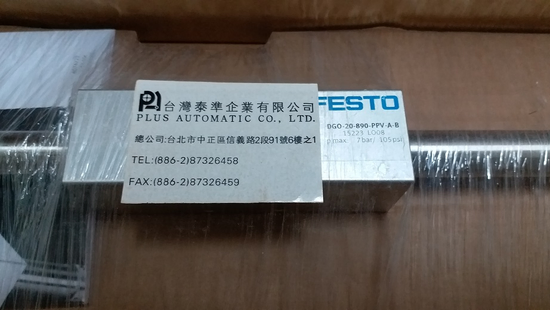 台灣泰準企業有限公司
PLUS AUTOMATIC CO., LTD.
總公司:台北市中正區信義路2段91號6樓之1
TEL:(886-2)87326458
FAX:(886-2)87326459
FESTO
DGO-20-890-PPV-A-B
15223 LO08
pmax 7bar/105psi